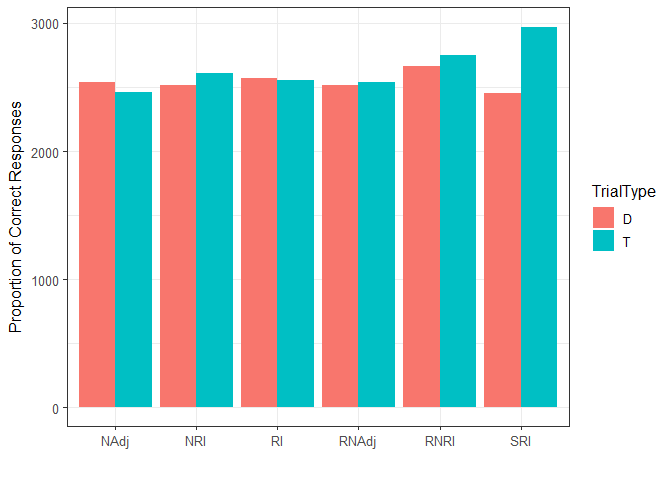 Proportion of Correct Responses
3000
2000
1000
0
NAdj NRI RI RNAdj RNRI SRI
TrialType
D
T